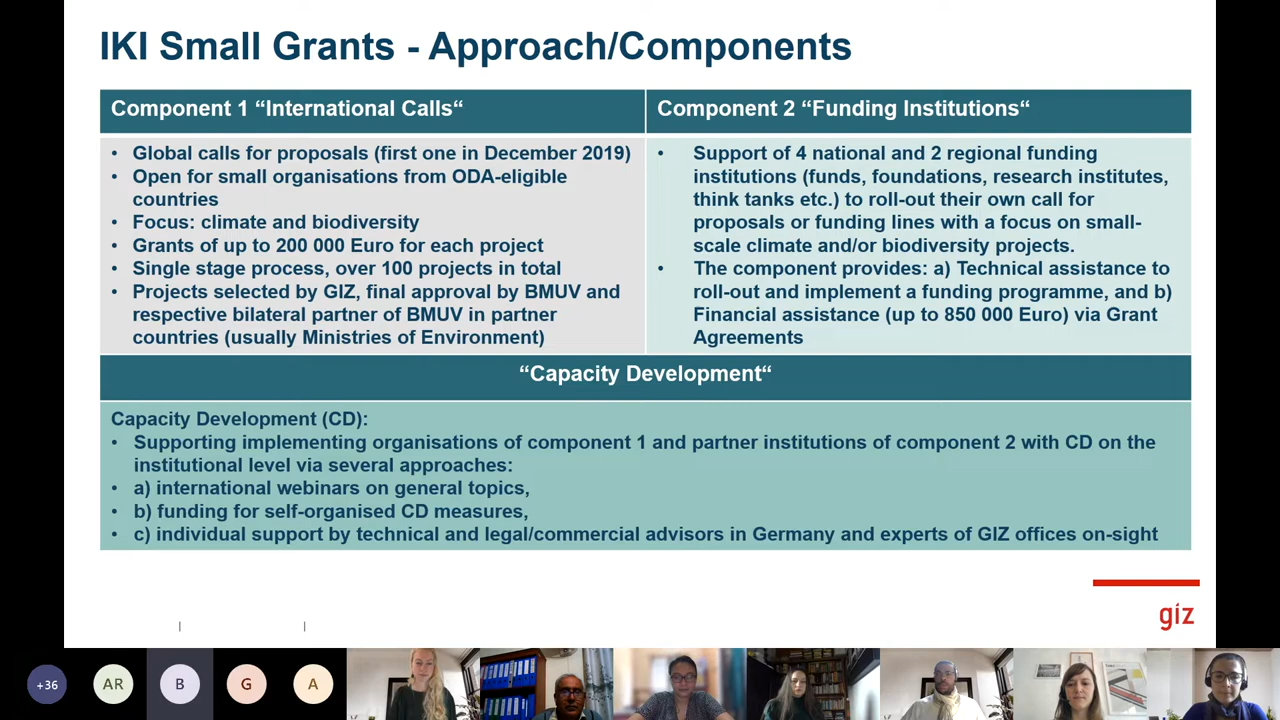 IKI Small Grants - Approach/Components
Component 1 “International Calls“
• Global calls for proposals (first one in December 2019)
• Open for small organisations from ODA-eligible
countries
• Focus: climate and biodiversity
• Grants of up to 200 000 Euro for each project
• Single stage process, over 100 projects in total
• Projects selected by GIZ, final approval by BMUV and
respective bilateral partner of BMUV in partner
countries (usually Ministries of Environment)
Component 2 “Funding Institutions“
• Support of 4 national and 2 regional funding
institutions (funds, foundations, research institutes,
think tanks etc.) to roll-out their own call for
proposals or funding lines with a focus on small-
scale climate and/or biodiversity projects.
• The component provides: a) Technical assistance to
roll-out and implement a funding programme, and b)
Financial assistance (up to 850 000 Euro) via Grant
Agreements
“Capacity Development“
Capacity Development (CD):
• Supporting implementing organisations of component 1 and partner institutions of component 2 with CD on the
institutional level via several approaches:
• a) international webinars on general topics,
• b) funding for self-organised CD measures,
• c) individual support by technical and legal/commercial advisors in Germany and experts of GIZ offices on-sight
giz
+36
AR
B
G
A